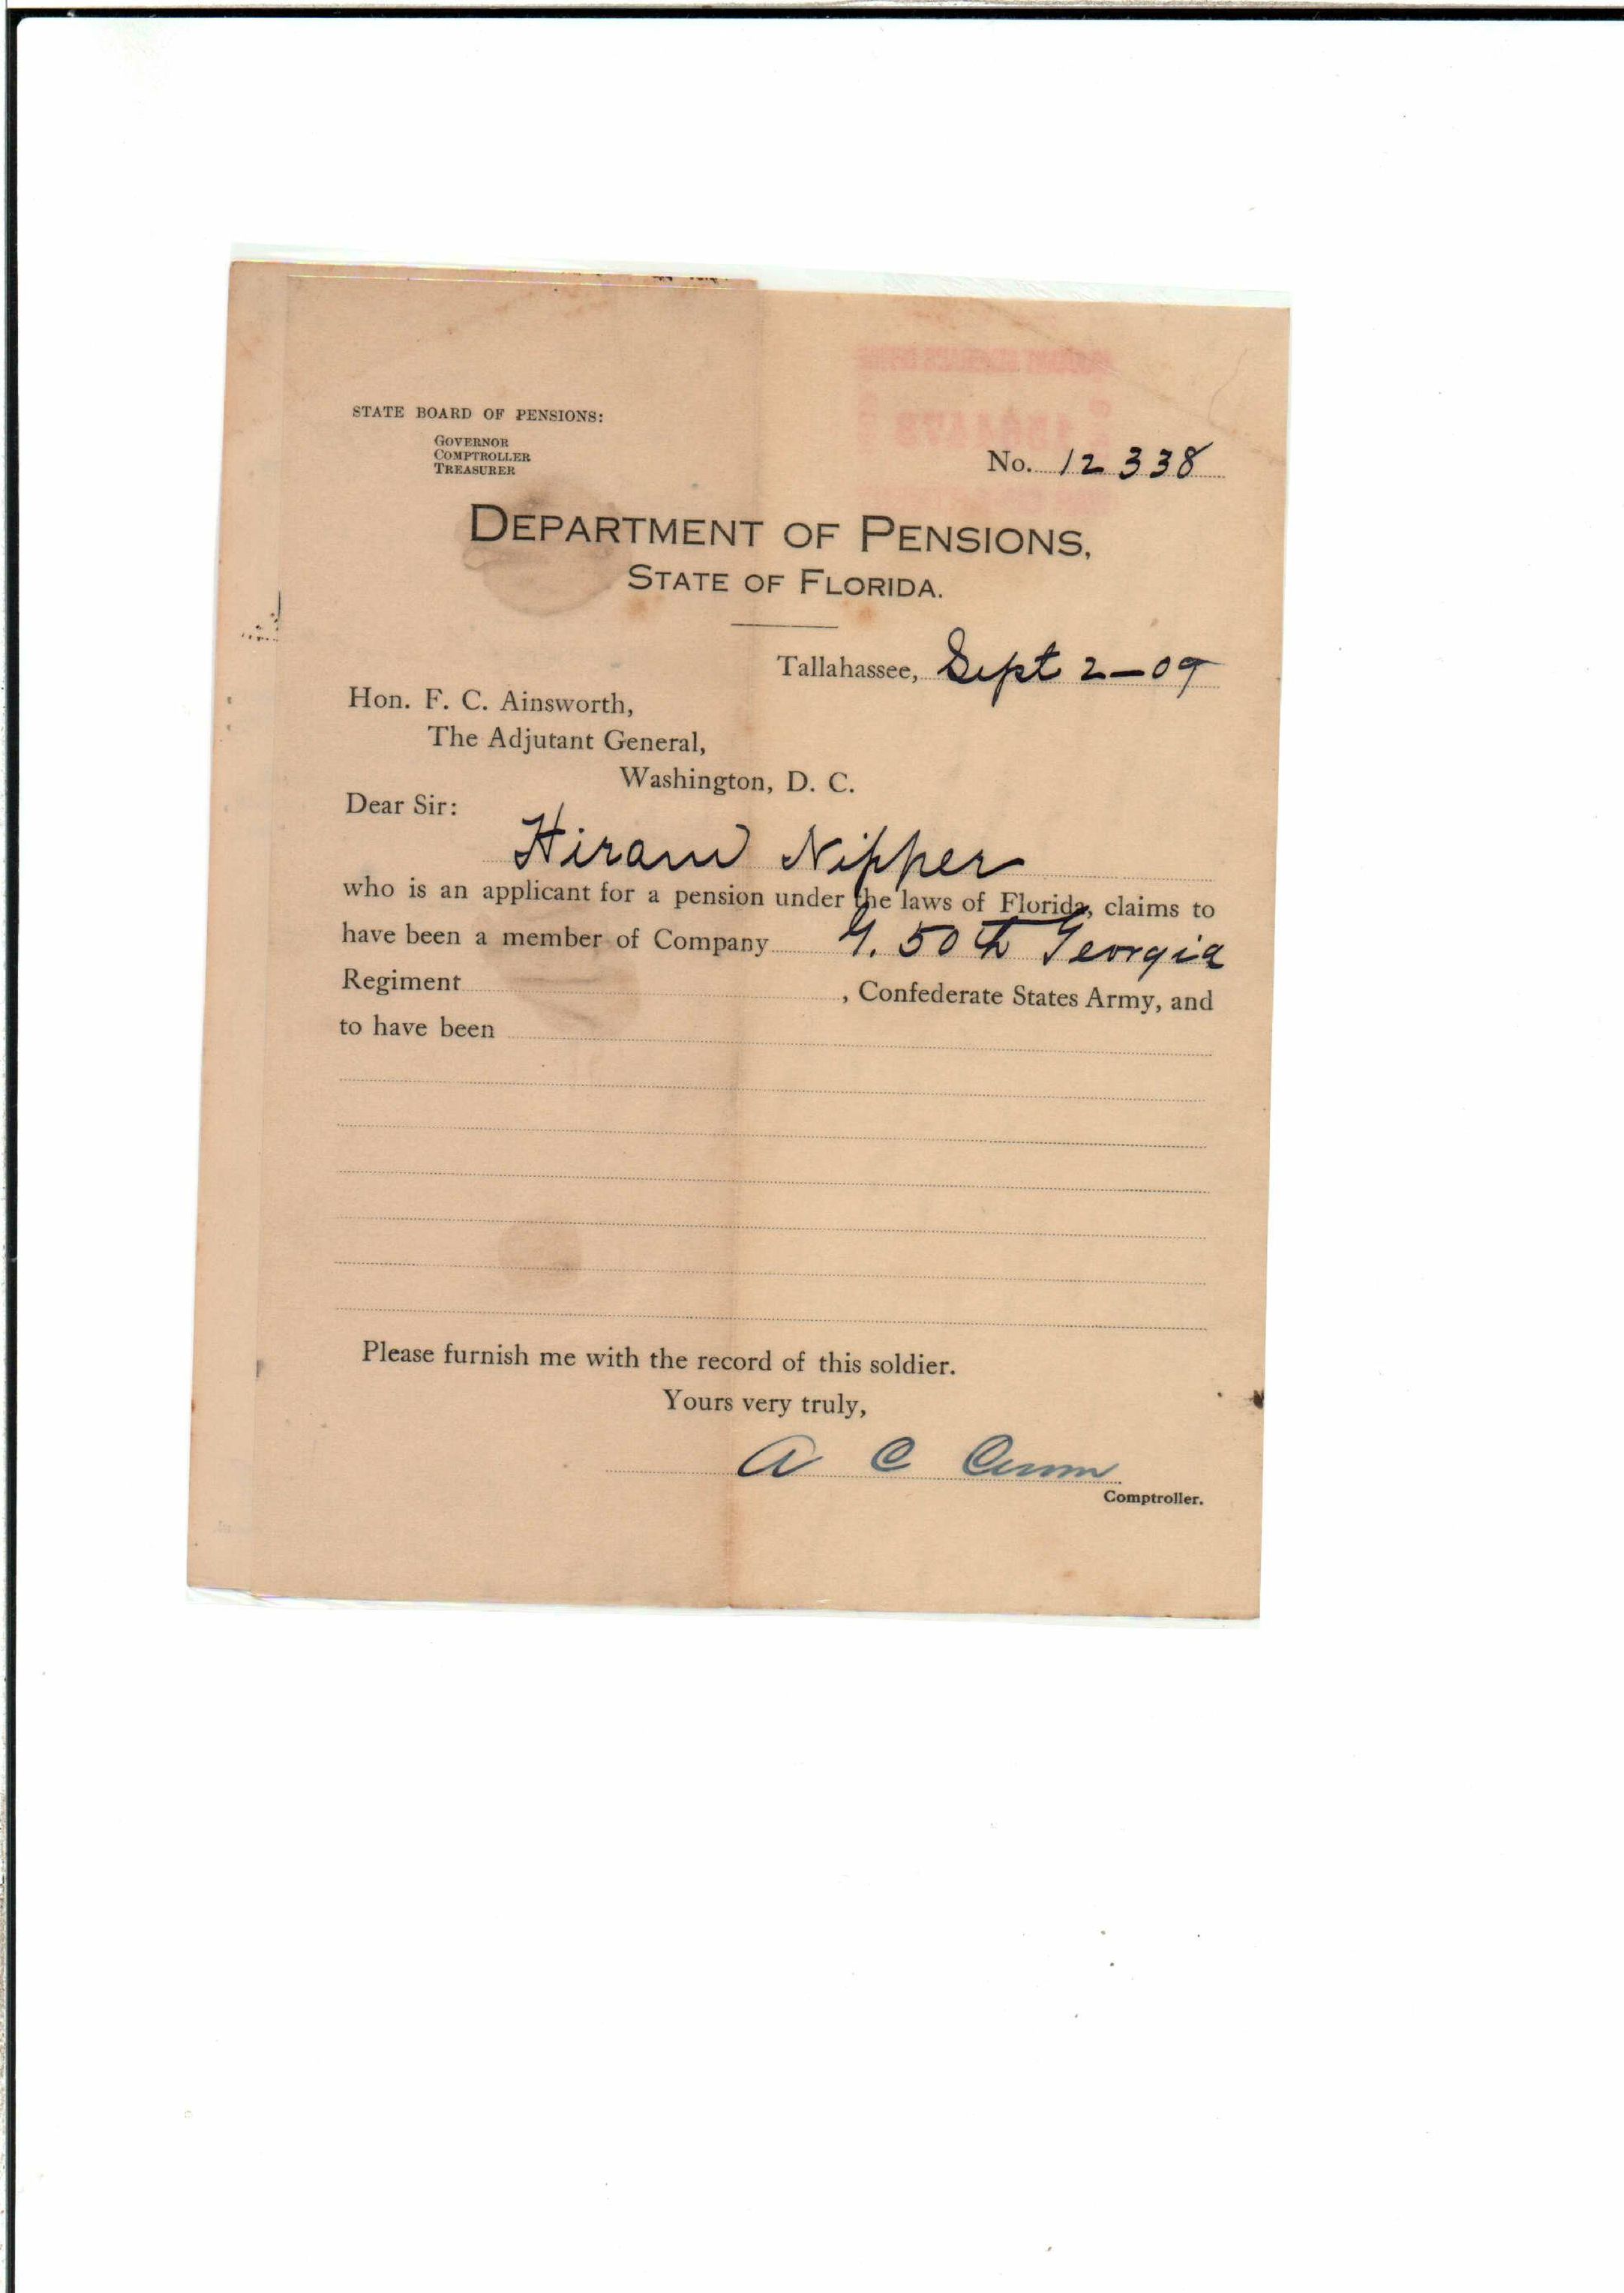 STATE BOARD OF PENSIONS:
GOVERNOR
COMPTROLLER
TREASURER
No. 12338
DEPARTMENT OF PENSIONS,
STATE OF FLORIDA.
Tallahassee, Sept 2-09
Hon. F. C. Ainsworth,
The Adjutant General,
Washington, D. C.
Dear Sir:
Hiram Nipper
who is an applicant for a pension under the laws of Florida, claims to
have been a member of Company G. 50th Georgia
Regiment , Confederate States Army, and
to have been
Please furnish me with the record of this soldier.
Yours very truly,
A C
Comptroller.